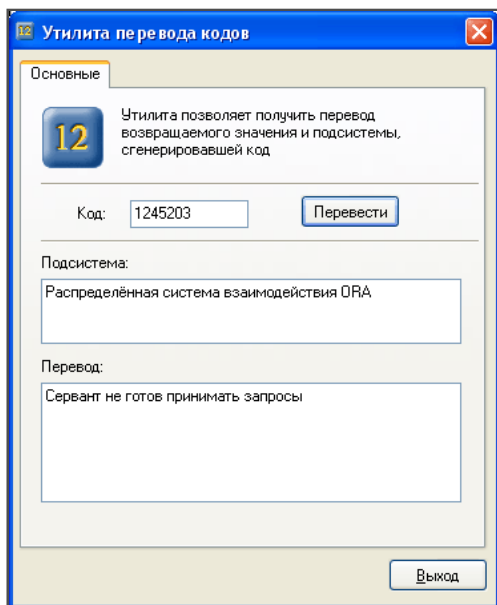 12 Утилита перевода кодов
Основные
12
Утилита позволяет получить перевод
возвращаемого значения и подсистемы,
сгенерировавшей код
Код: 1245203 Перевести
Подсистема:
Распределённая система взаимодействия ORA
Перевод:
Сервант не готов принимать запросы
Выход